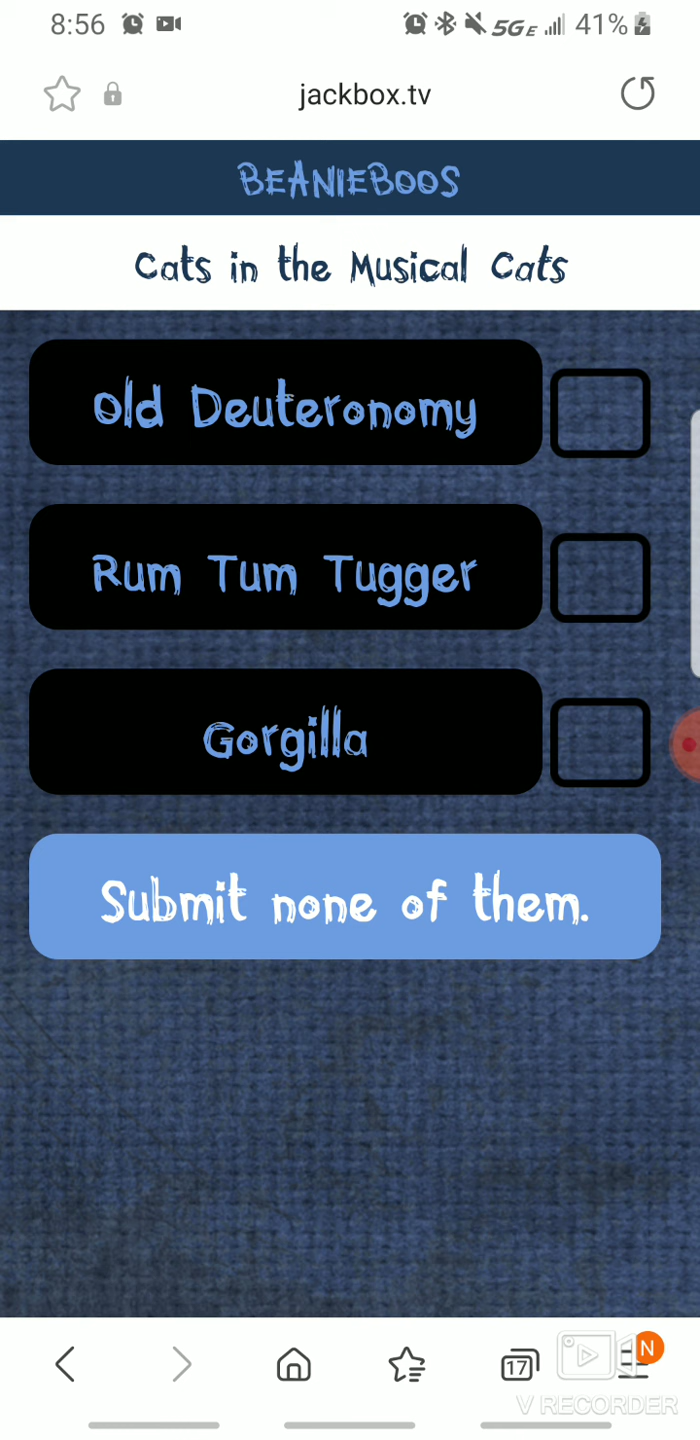 8:56 5GE 41%
jackbox.tv
BEANIEBOOS
Cats in the Musical Cats
Old Deuteronomy
Rum Tum Tugger
Gorgilla
Submit none of them.
17 N
V RECORDER